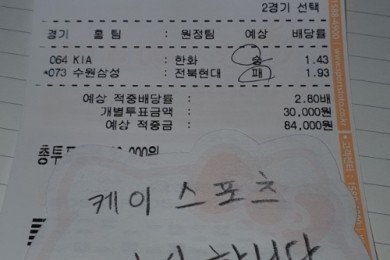 2경기 선택
경기 홈팀 원정팀 예상 배당률
064 KIA : 한화 승 1.43
*073 수원삼성 : 전북현대 패 1.93
예상 적중배당률 : 2.80배
개별투표금액 : 30,000원
예상 적중금 : 84,000원
케이 스포츠
합니다